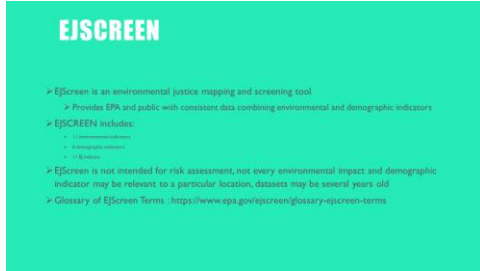 EJSCREEN
➢ EJScreen is an environmental justice mapping and screening tool
➢ Provides EPA and public with consistent data combining environmental and demographic indicators
➢ EJSCREEN includes:
➢ 11 environmental indicators
➢ 6 demographic indicators
➢ 11 EJ indexes
➢ EJScreen is not intended for risk assessment, not every environmental impact and demographic
indicator may be relevant to a particular location, datasets may be several years old
➢ Glossary of EJScreen Terms : https://www.epa.gov/ejscreen/glossary-ejscreen-terms